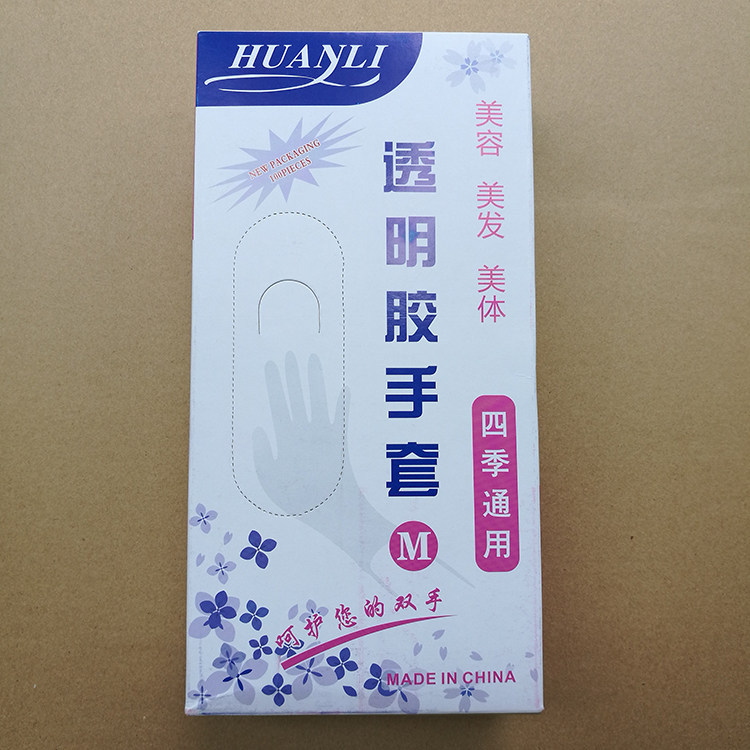 HUANLI
NEW PACKAGING
100PIECES
美容 美发 美体
透明胶手套
M
四季通用
呵护您的双手
MADE IN CHINA